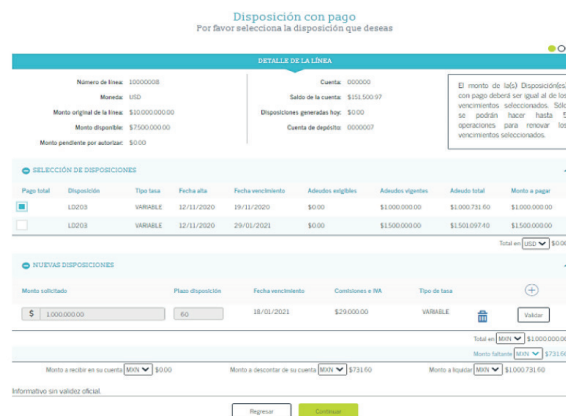 Disposición con pago
Por favor selecciona la disposición que deseas
DETALLE DE LA LÍNEA
Número de línea: 10000008
Moneda: USD
Monto original de la línea: $10.000.000.00
Monto disponible: $7.500.000.00
Monto pendiente por autorizar: $0.00
Cuenta: 000000
Saldo de la cuenta: $151.500.97
Disposiciones generadas hoy: $0.00
Cuenta de depósito: 0000007
El monto de la(s) Disposición(es)
con pago deberá ser igual al de los
vencimientos seleccionados. Sólo
se podrán hacer hasta 5
operaciones para renovar los
vencimientos seleccionados.
SELECCIÓN DE DISPOSICIONES
Pago total Disposición Tipo tasa Fecha alta Fecha vencimiento Adeudos exigibles Adeudos vigentes Adeudo total Monto a pagar
LD203 VARIABLE 12/11/2020 19/11/2020 $0.00 $1.000.000.00 $1.000.731.60 $1.000.000.00
LD203 VARIABLE 12/11/2020 29/01/2021 $0.00 $1.500.000.00 $1.501.097.40 $1.500.000.00
Total en USD $0.00
NUEVAS DISPOSICIONES
Monto solicitado Plazo disposición Fecha vencimiento Comisiones e IVA Tipo de tasa
$ 1.000.000.00 60 18/01/2021 $29.000.00 VARIABLE Validar
Total en MXN $1.000.000.00
Monto faltante MXN $731.60
Monto a recibir en su cuenta MXN $0.00 Monto a descontar de su cuenta MXN $731.60 Monto a liquidar MXN $1.000.731.60
Informativo sin validez oficial.
Regresar Continuar